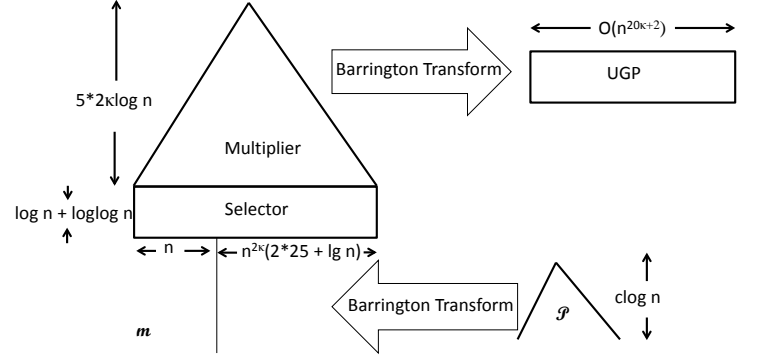 O(n^{20κ+2})
Barrington Transform
UGP
5*2κlog n
Multiplier
log n + loglog n
Selector
n
n^{2κ}(2*25 + lg n)
Barrington Transform
clog n
𝓟
m